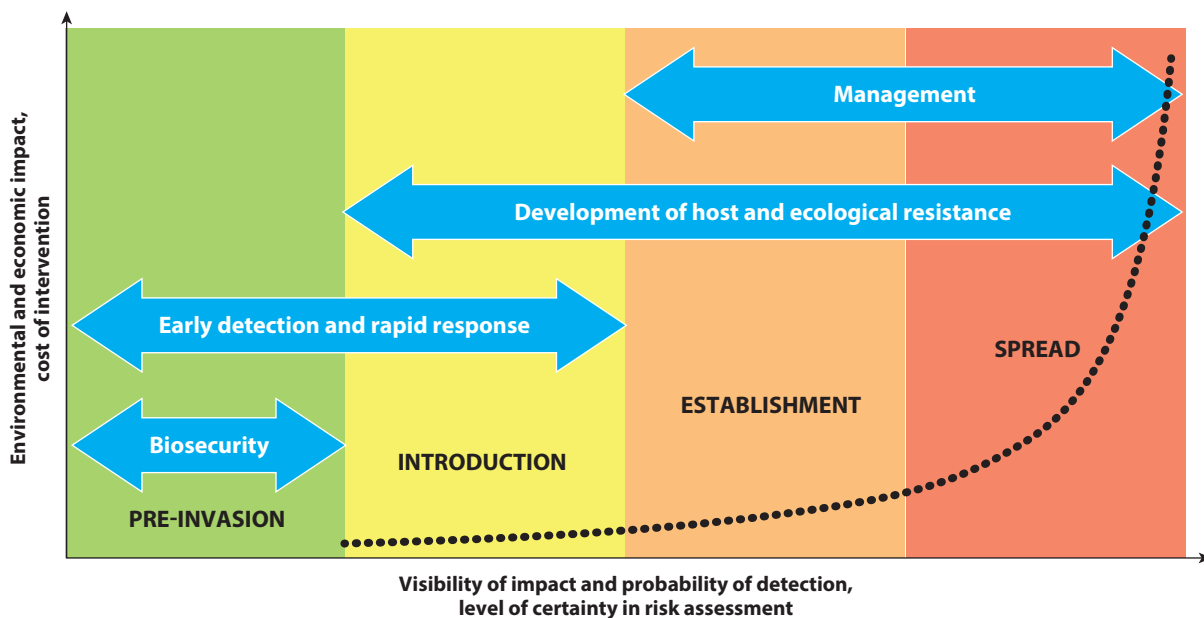 Environmental and economic impact,
cost of intervention
Management
Development of host and ecological resistance
Early detection and rapid response
SPREAD
ESTABLISHMENT
Biosecurity
INTRODUCTION
PRE-INVASION
Visibility of impact and probability of detection,
level of certainty in risk assessment